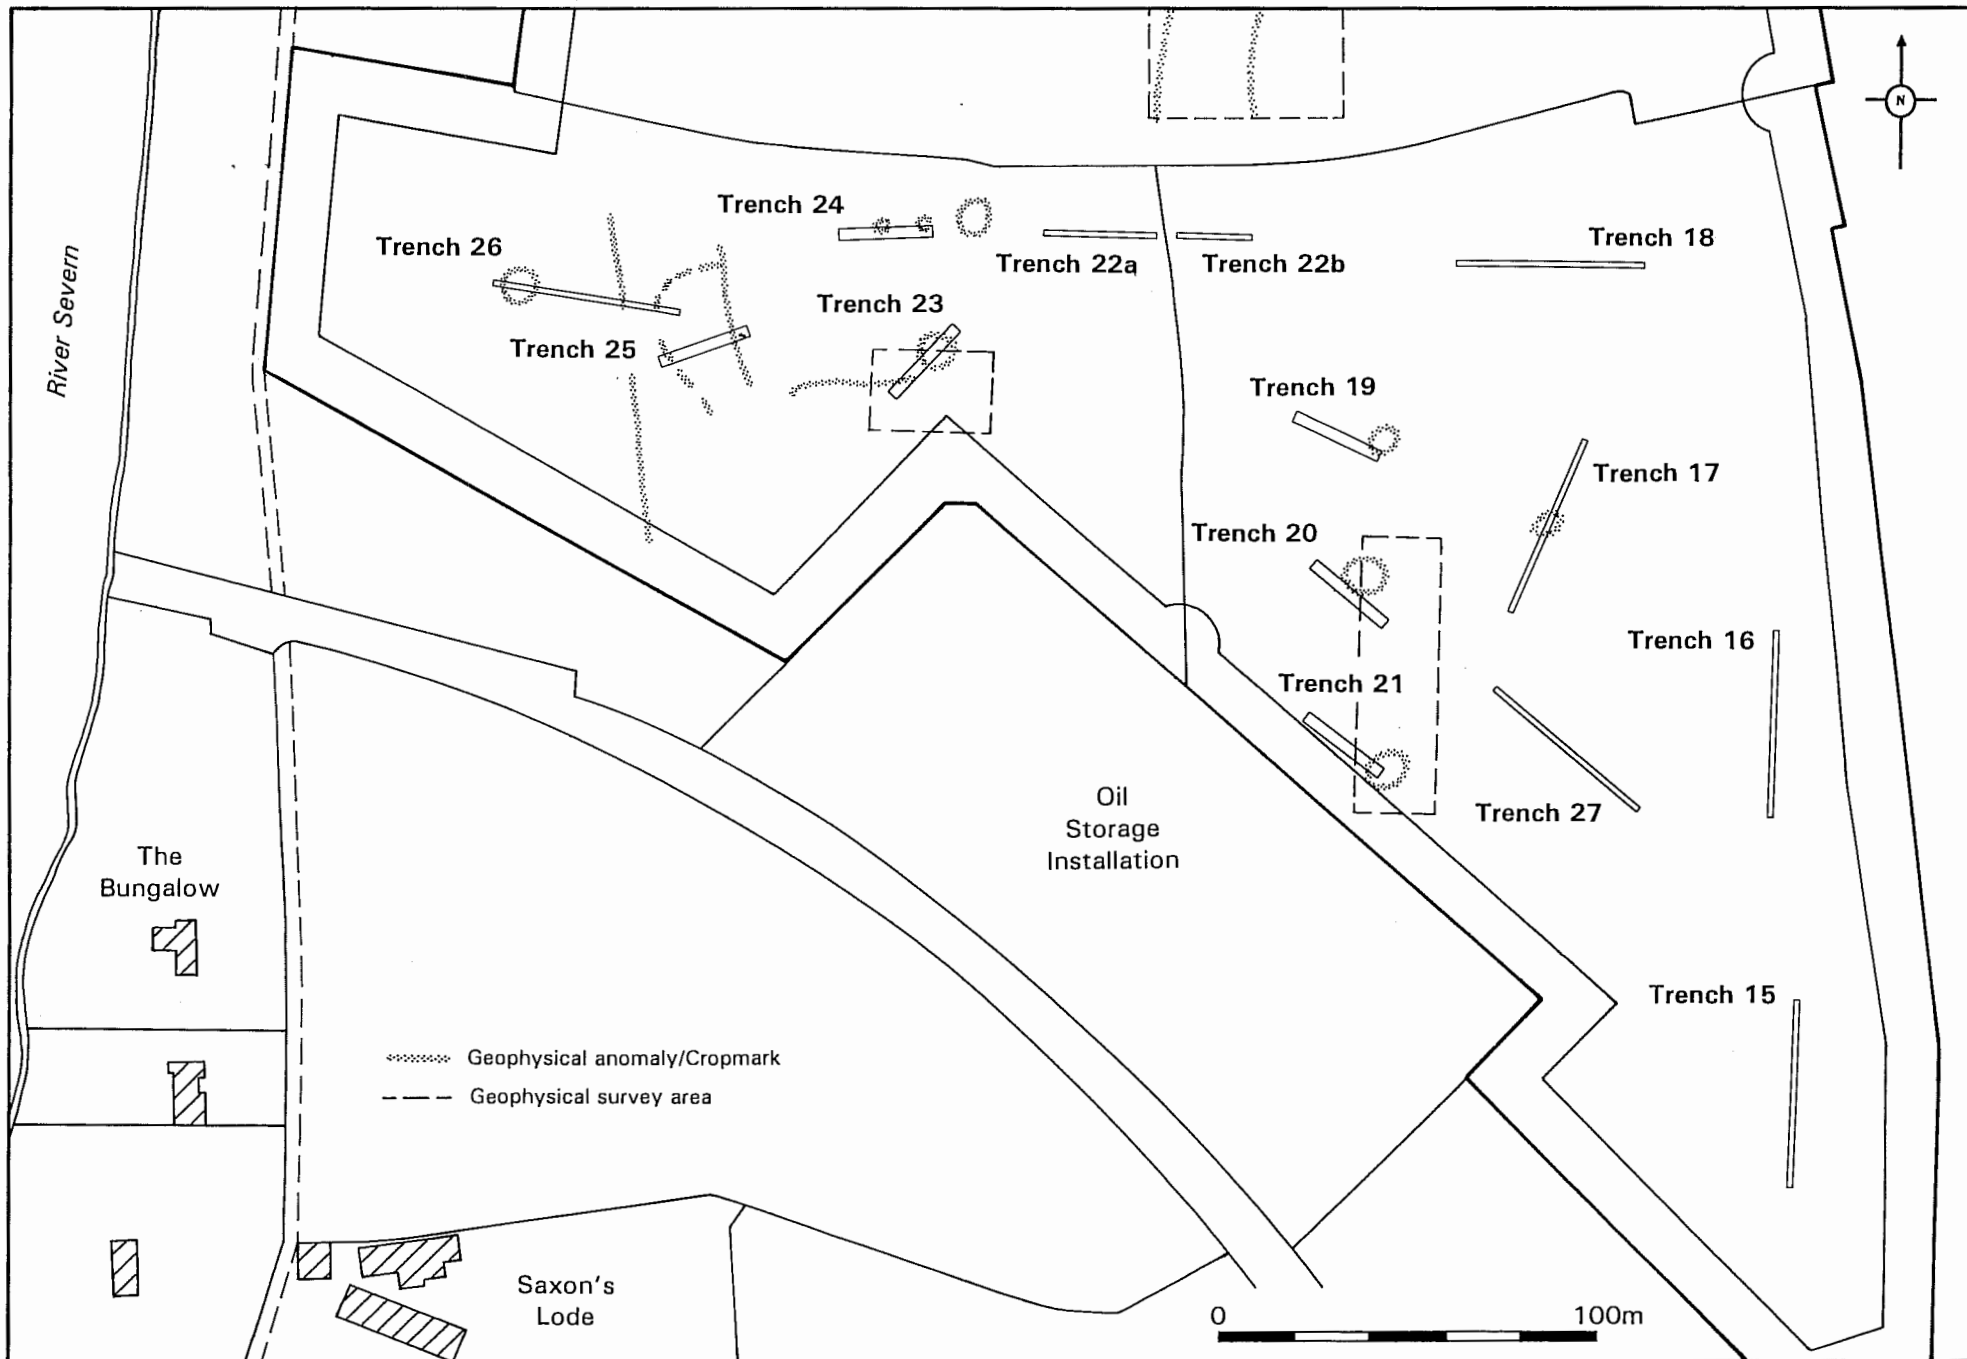 N
Trench 24
Trench 26
Trench 18
Trench 22a
Trench 22b
River Severn
Trench 23
Trench 25
Trench 19
Trench 17
Trench 20
Trench 16
Trench 21
Oil
Storage
Installation
Trench 27
The
Bungalow
Trench 15
Geophysical anomaly/Cropmark
Geophysical survey area
Saxon's
Lode
0
100m